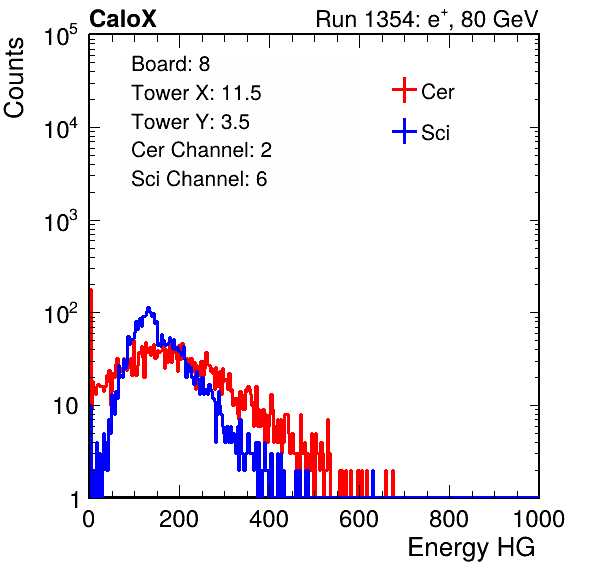 CaloX Run 1354: e⁺, 80 GeV
Counts
10⁵
10⁴
10³
10²
10
1
Board: 8
Tower X: 11.5
Tower Y: 3.5
Cer Channel: 2
Sci Channel: 6
Cer
Sci
0 200 400 600 800 1000
Energy HG